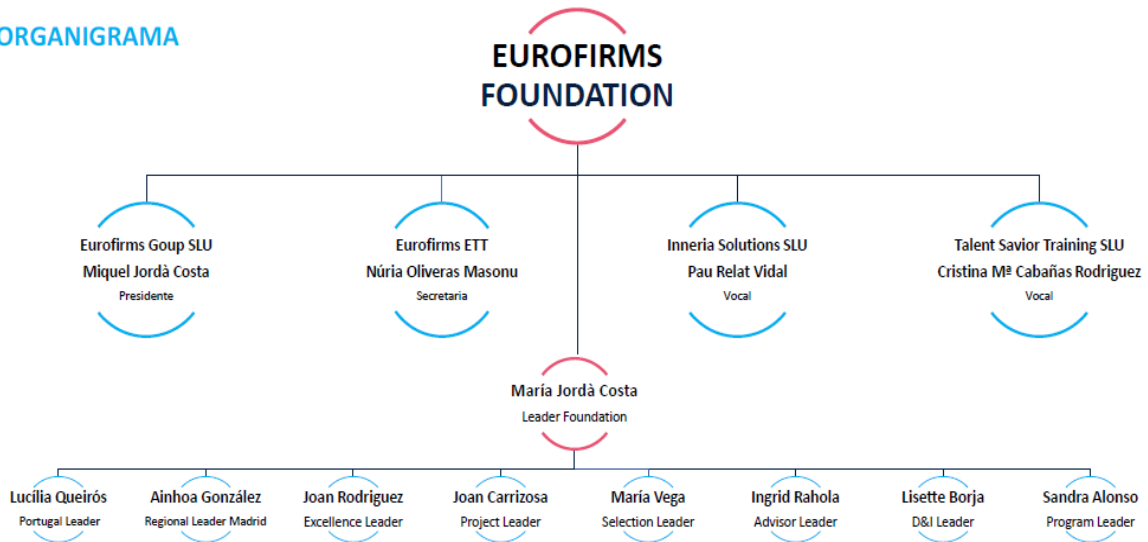 ORGANIGRAMA
EUROFIRMS
FOUNDATION
Eurofirms Goup SLU
Miquel Jordà Costa
Presidente
Eurofirms ETT
Núria Oliveras Masonu
Secretaria
Inneria Solutions SLU
Pau Relat Vidal
Vocal
Talent Savior Training SLU
Cristina Mª Cabañas Rodriguez
Vocal
María Jordà Costa
Leader Foundation
Lucília Queirós
Portugal Leader
Ainhoa González
Regional Leader Madrid
Joan Rodriguez
Excellence Leader
Joan Carrizosa
Project Leader
María Vega
Selection Leader
Ingrid Rahola
Advisor Leader
Lisette Borja
D&I Leader
Sandra Alonso
Program Leader